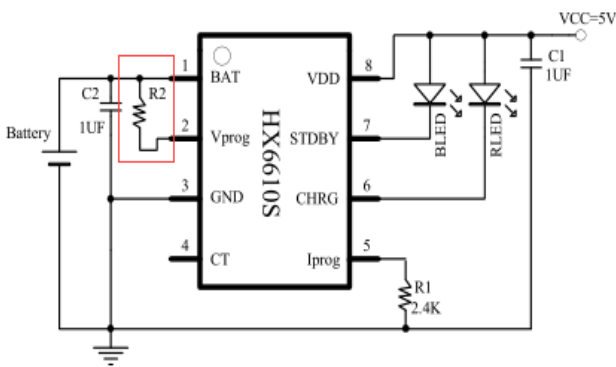 VCC=5V
1
BAT
VDD
8
C1
1UF
C2
1UF
R2
Battery
2
Vprog
STDBY
7
BLED
RLED
HX6610S
3
GND
CHRG
6
4
CT
Iprog
5
R1
2.4K